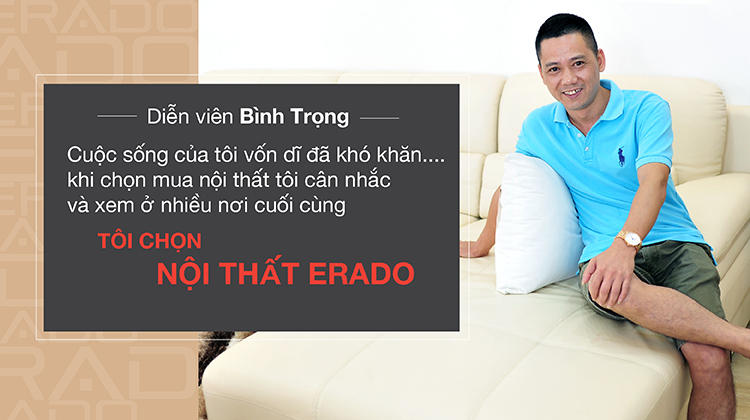 Diễn viên Bình Trọng
Cuộc sống của tôi vốn dĩ đã khó khăn....
khi chọn mua nội thất tôi cân nhắc
và xem ở nhiều nơi cuối cùng
TÔI CHỌN
NỘI THẤT ERADO